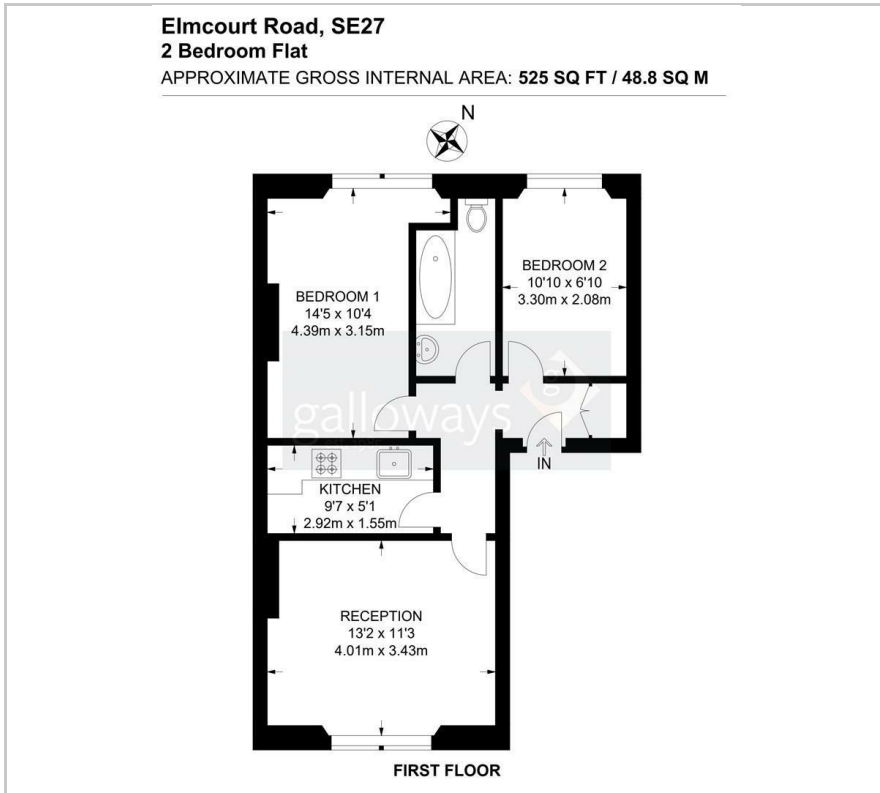 Elmcourt Road, SE27
2 Bedroom Flat
APPROXIMATE GROSS INTERNAL AREA: 525 SQ FT / 48.8 SQ M
N
BEDROOM 2
10'10 x 6'10
3.30m x 2.08m
BEDROOM 1
14'5 x 10'4
4.39m x 3.15m
galloways
IN
KITCHEN
9'7 x 5'1
2.92m x 1.55m
RECEPTION
13'2 x 11'3
4.01m x 3.43m
FIRST FLOOR